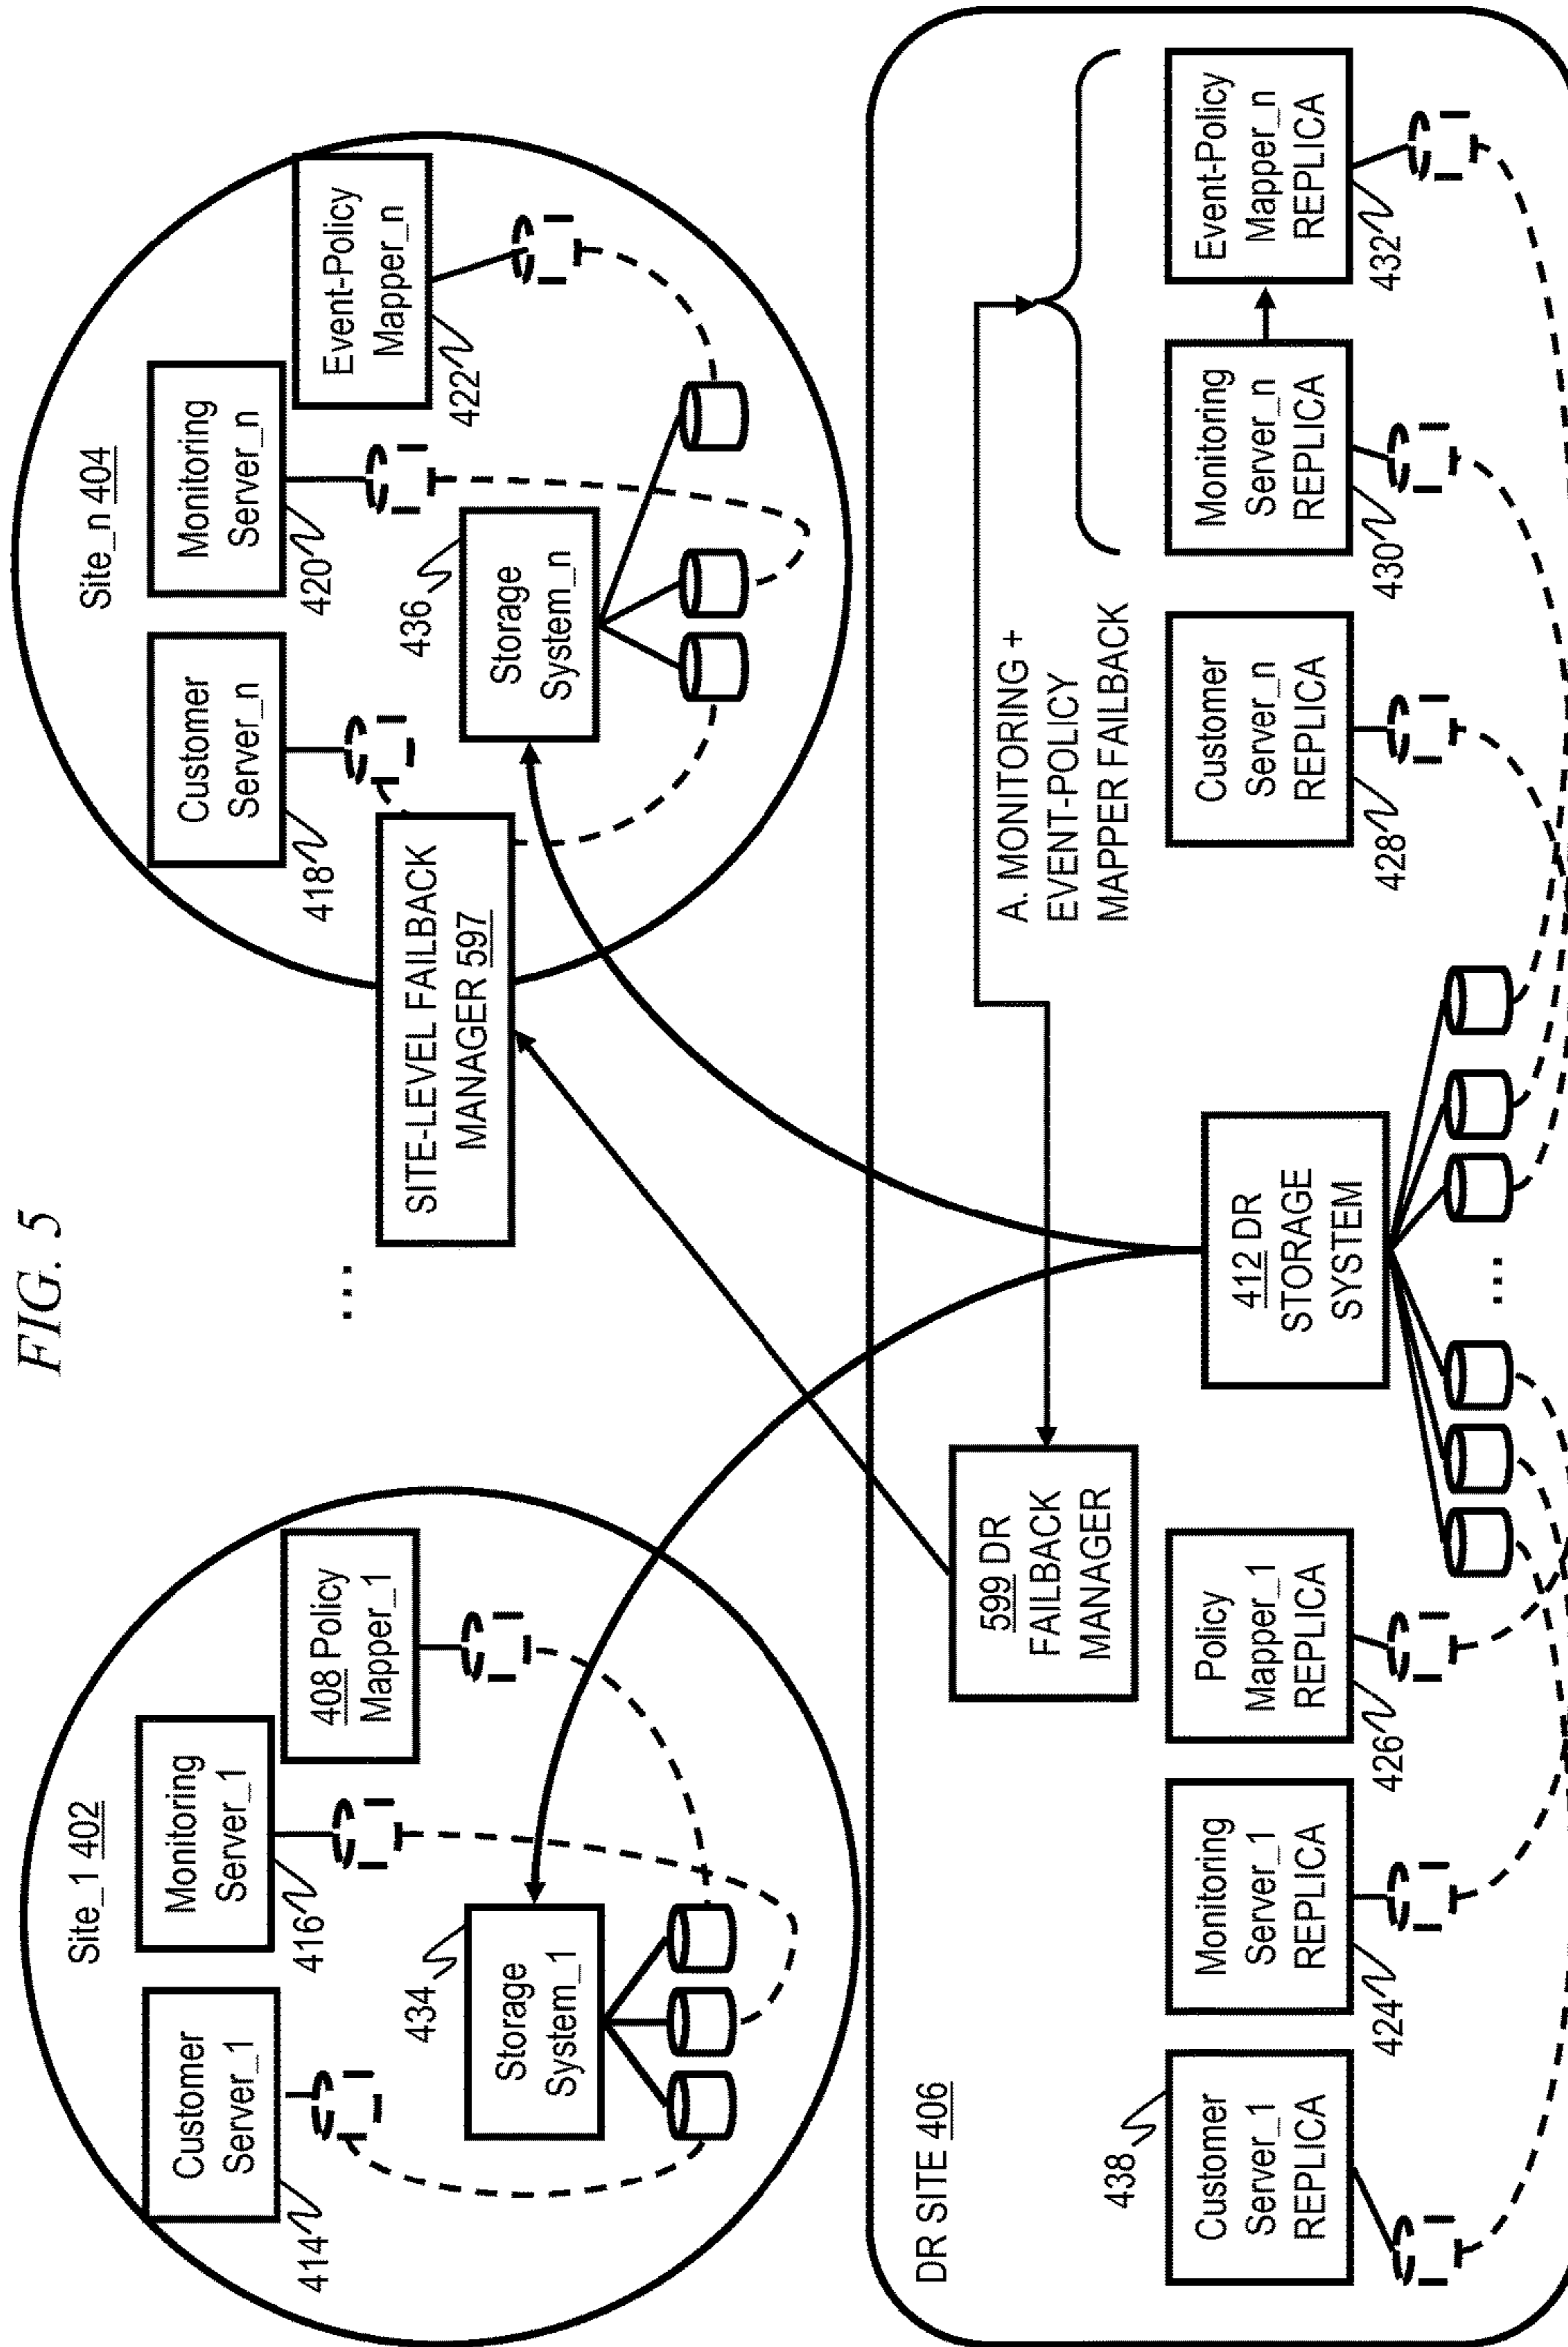 FIG. 5
Site_1 402
Customer
Server_1
414
Monitoring
Server_1
416
408 Policy
Mapper_1
434
Storage
System_1
...
SITE-LEVEL FAILBACK
MANAGER 597
Site_n 404
Customer
Server_n
418
Monitoring
Server_n
420
Event-Policy
Mapper_n
422
436
Storage
System_n
DR SITE 406
599 DR
FAILBACK
MANAGER
A. MONITORING +
EVENT-POLICY
MAPPER FAILBACK
438
Customer
Server_1
REPLICA
Monitoring
Server_1
REPLICA
424
Policy
Mapper_1
REPLICA
426
412 DR
STORAGE
SYSTEM
...
Customer
Server_n
REPLICA
428
Monitoring
Server_n
REPLICA
430
Event-Policy
Mapper_n
REPLICA
432